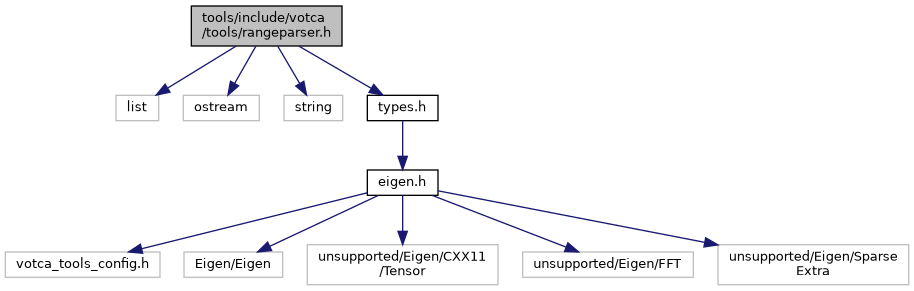 tools/include/votca
/tools/rangeparser.h
list
ostream
string
types.h
eigen.h
votca_tools_config.h
Eigen/Eigen
unsupported/Eigen/CXX11
/Tensor
unsupported/Eigen/FFT
unsupported/Eigen/Sparse
Extra